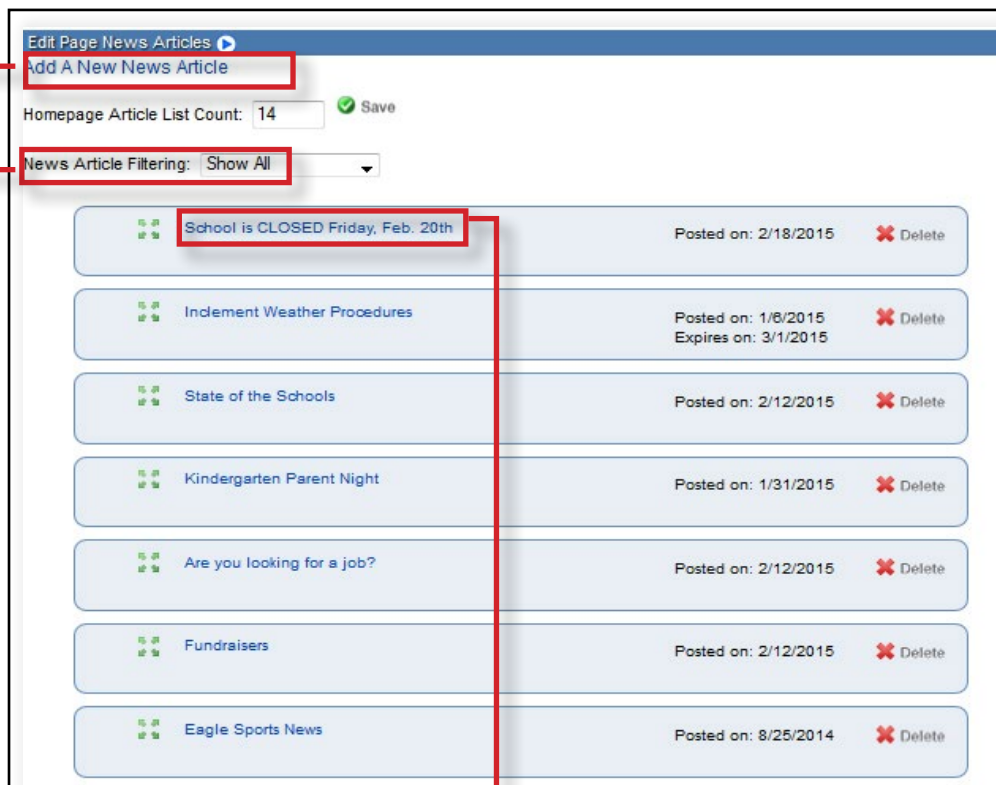 Edit Page News Articles
Add A New News Article
Homepage Article List Count: 14 Save
News Article Filtering: Show All
School is CLOSED Friday, Feb. 20th Posted on: 2/18/2015 Delete
Inclement Weather Procedures Posted on: 1/6/2015 Delete
Expires on: 3/1/2015
State of the Schools Posted on: 2/12/2015 Delete
Kindergarten Parent Night Posted on: 1/31/2015 Delete
Are you looking for a job? Posted on: 2/12/2015 Delete
Fundraisers Posted on: 2/12/2015 Delete
Eagle Sports News Posted on: 8/25/2014 Delete